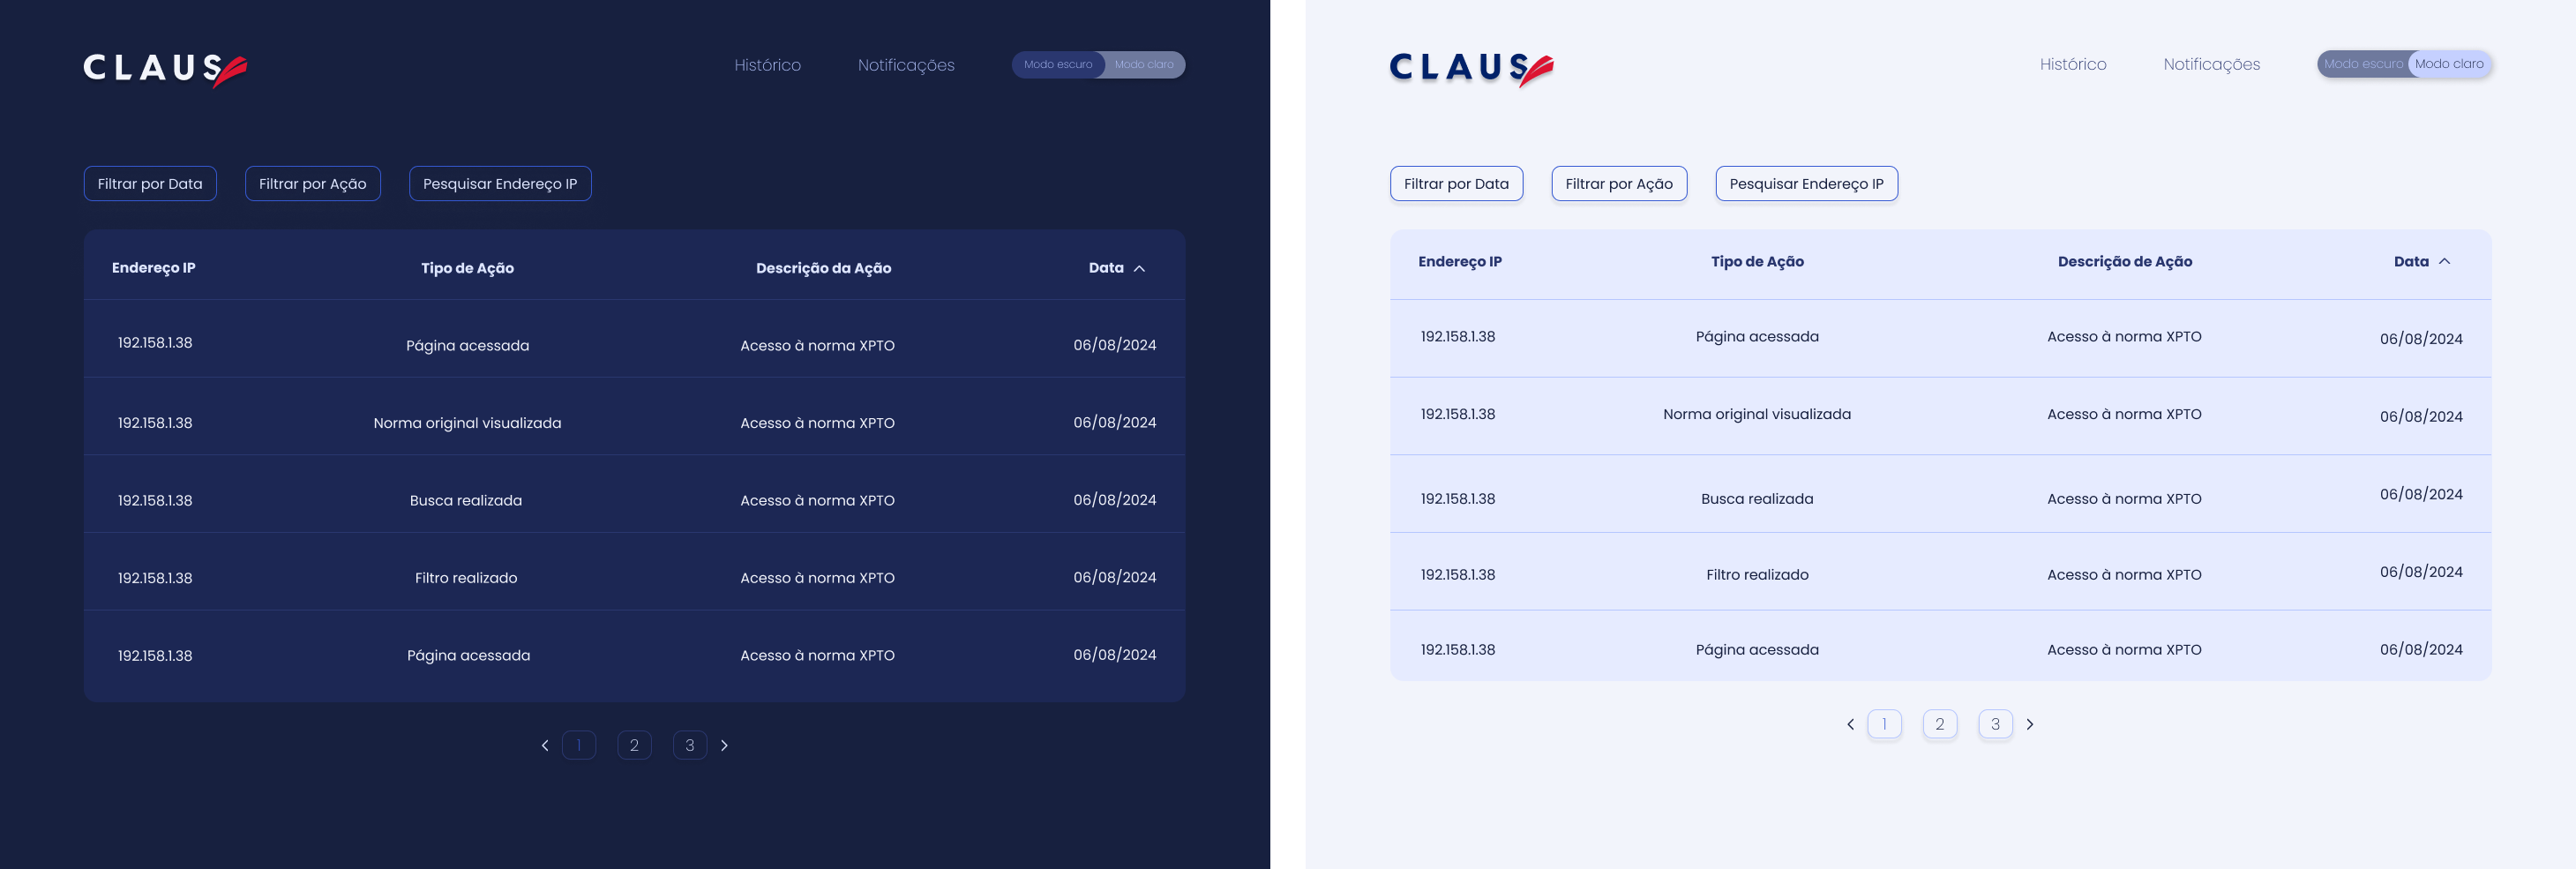 CLAUS
Histórico
Notificações
Modo escuro
Modo claro
Filtrar por Data
Filtrar por Ação
Pesquisar Endereço IP
Endereço IP Tipo de Ação Descrição da Ação Data
192.158.1.38 Página acessada Acesso à norma XPTO 06/08/2024
192.158.1.38 Norma original visualizada Acesso à norma XPTO 06/08/2024
192.158.1.38 Busca realizada Acesso à norma XPTO 06/08/2024
192.158.1.38 Filtro realizado Acesso à norma XPTO 06/08/2024
192.158.1.38 Página acessada Acesso à norma XPTO 06/08/2024
1 2 3
CLAUS
Histórico
Notificações
Modo escuro
Modo claro
Filtrar por Data
Filtrar por Ação
Pesquisar Endereço IP
Endereço IP Tipo de Ação Descrição de Ação Data
192.158.1.38 Página acessada Acesso à norma XPTO 06/08/2024
192.158.1.38 Norma original visualizada Acesso à norma XPTO 06/08/2024
192.158.1.38 Busca realizada Acesso à norma XPTO 06/08/2024
192.158.1.38 Filtro realizado Acesso à norma XPTO 06/08/2024
192.158.1.38 Página acessada Acesso à norma XPTO 06/08/2024
1 2 3